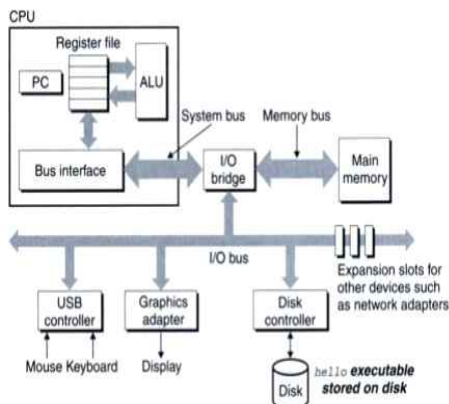 CPU
Register file
PC
ALU
System bus
Memory bus
Bus interface
I/O
bridge
Main
memory
I/O bus
Expansion slots for
other devices such
as network adapters
USB
controller
Graphics
adapter
Disk
controller
Mouse Keyboard
Display
Disk
hello executable
stored on disk